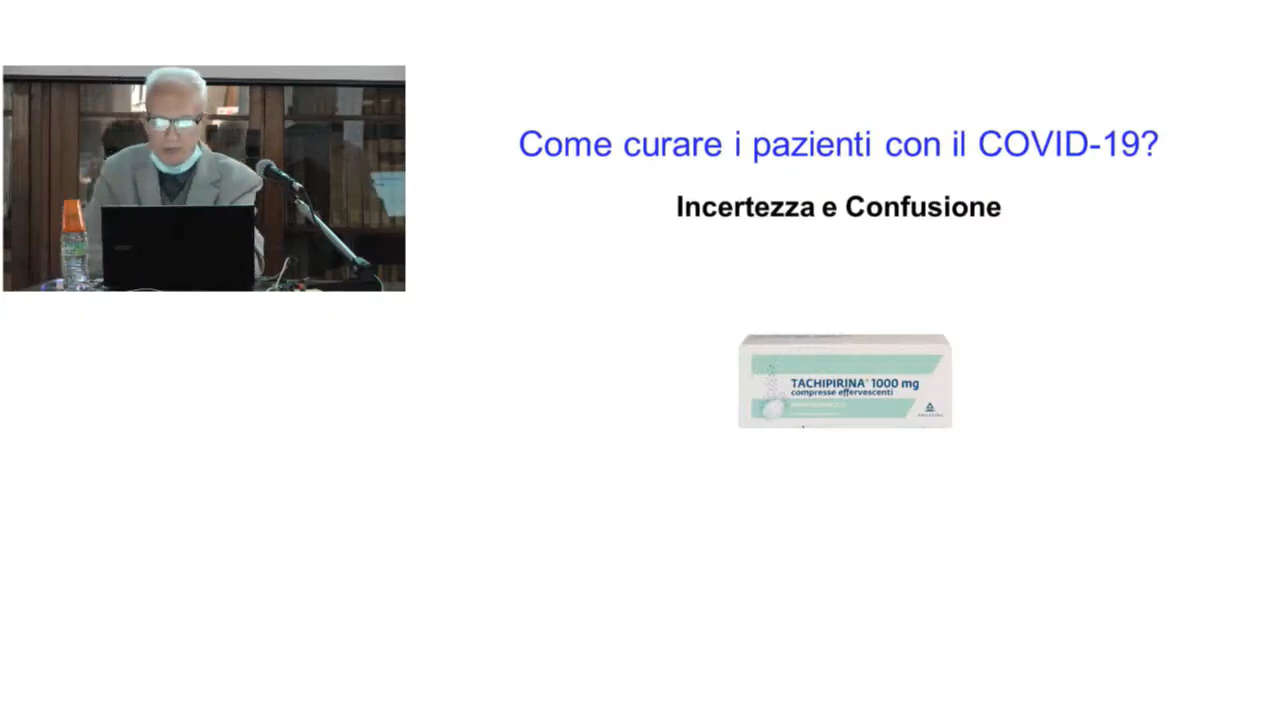 Come curare i pazienti con il COVID-19?
Incertezza e Confusione
TACHIPIRINA® 1000 mg
compresse effervescenti